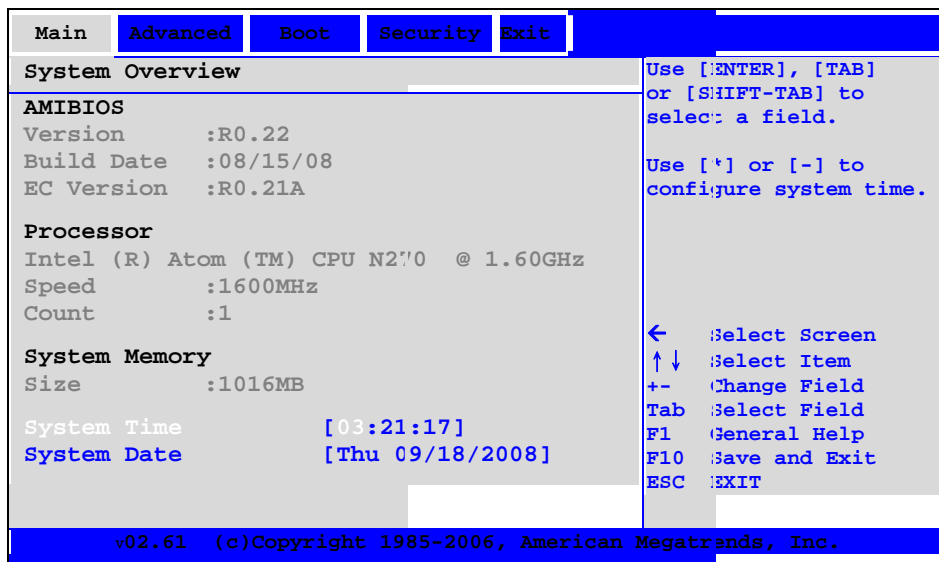 Main Advanced Boot Security Exit
System Overview
AMIBIOS
Version :R0.22
Build Date :08/15/08
EC Version :R0.21A
Processor
Intel (R) Atom (TM) CPU N270 @ 1.60GHz
Speed :1600MHz
Count :1
System Memory
Size :1016MB
System Time [03:21:17]
System Date [Thu 09/18/2008]
Use [ENTER], [TAB]
or [SHIFT-TAB] to
select a field.
Use [+] or [-] to
configure system time.
← Select Screen
↑↓ Select Item
+- Change Field
Tab Select Field
F1 General Help
F10 Save and Exit
ESC EXIT
v02.61 (c)Copyright 1985-2006, American Megatrends, Inc.